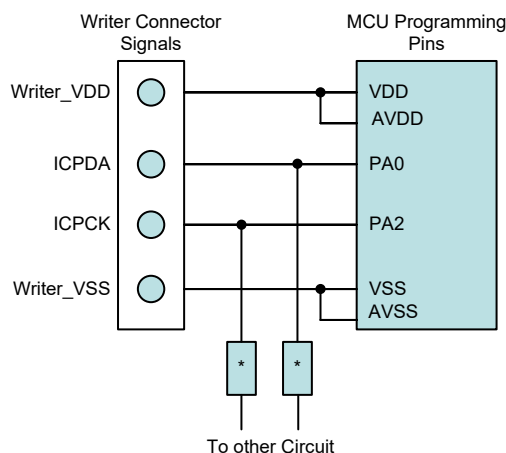 Writer Connector
Signals
MCU Programming
Pins
Writer_VDD
VDD
AVDD
ICPDA
PA0
ICPCK
PA2
Writer_VSS
VSS
AVSS
* *
To other Circuit